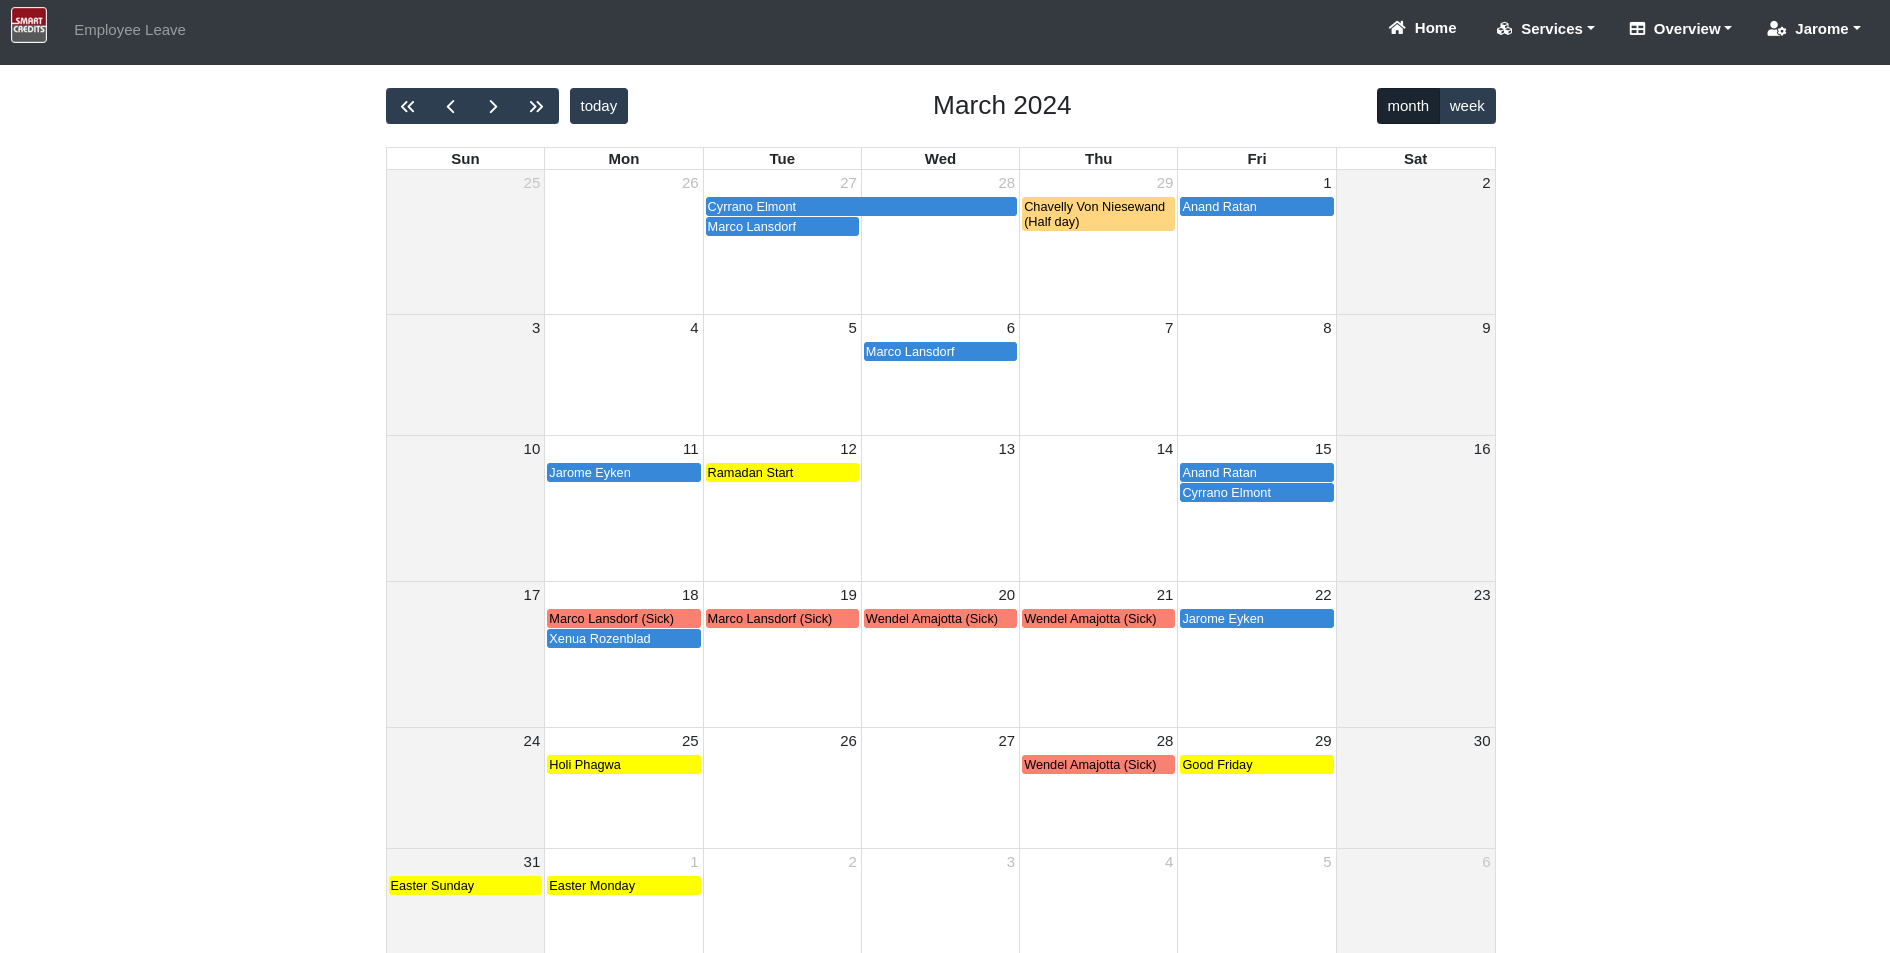 SMART
CREDITS
Employee Leave
Home
Services
Overview
Jarome
today
March 2024
month
week
Sun Mon Tue Wed Thu Fri Sat
25 26 27 28 29 1 2
Cyrrano Elmont
Chavelly Von Niesewand
(Half day)
Anand Ratan
Marco Lansdorf
3 4 5 6 7 8 9
Marco Lansdorf
10 11 12 13 14 15 16
Jarome Eyken
Ramadan Start
Anand Ratan
Cyrrano Elmont
17 18 19 20 21 22 23
Marco Lansdorf (Sick)
Marco Lansdorf (Sick)
Wendel Amajotta (Sick)
Wendel Amajotta (Sick)
Jarome Eyken
Xenua Rozenblad
24 25 26 27 28 29 30
Holi Phagwa
Wendel Amajotta (Sick)
Good Friday
31 1 2 3 4 5 6
Easter Sunday
Easter Monday